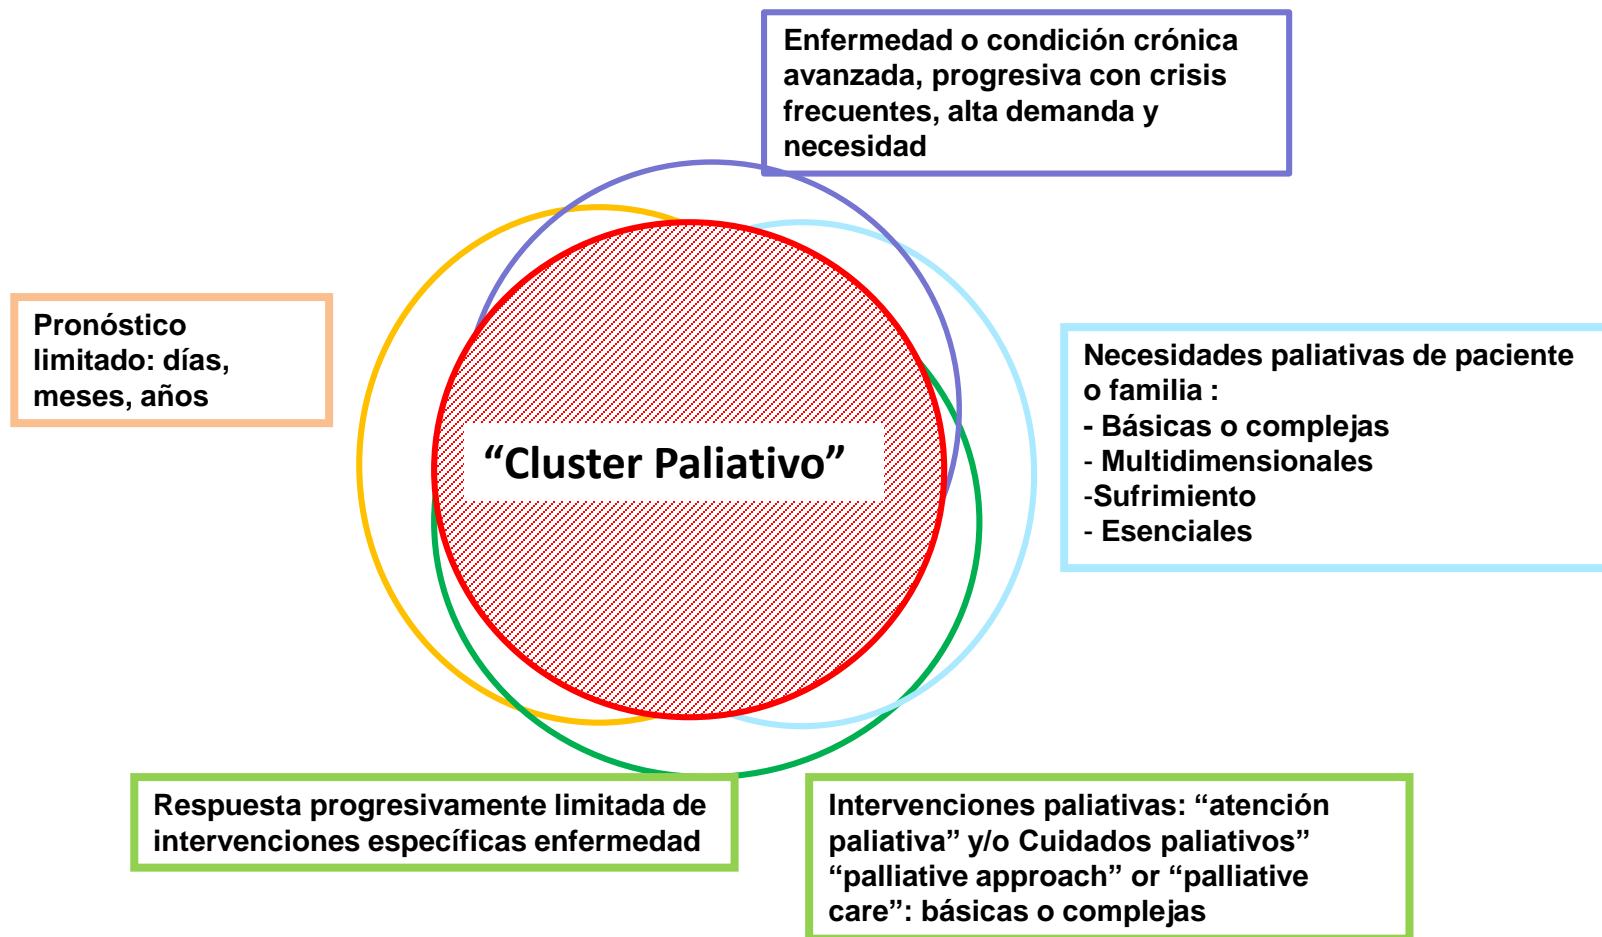 Enfermedad o condición crónica
avanzada, progresiva con crisis
frecuentes, alta demanda y
necesidad
Pronóstico
limitado: días,
meses, años
Necesidades paliativas de paciente
o familia :
- Básicas o complejas
- Multidimensionales
-Sufrimiento
- Esenciales
“Cluster Paliativo”
Respuesta progresivamente limitada de
intervenciones específicas enfermedad
Intervenciones paliativas: “atención
paliativa” y/o Cuidados paliativos”
“palliative approach” or “palliative
care”: básicas o complejas